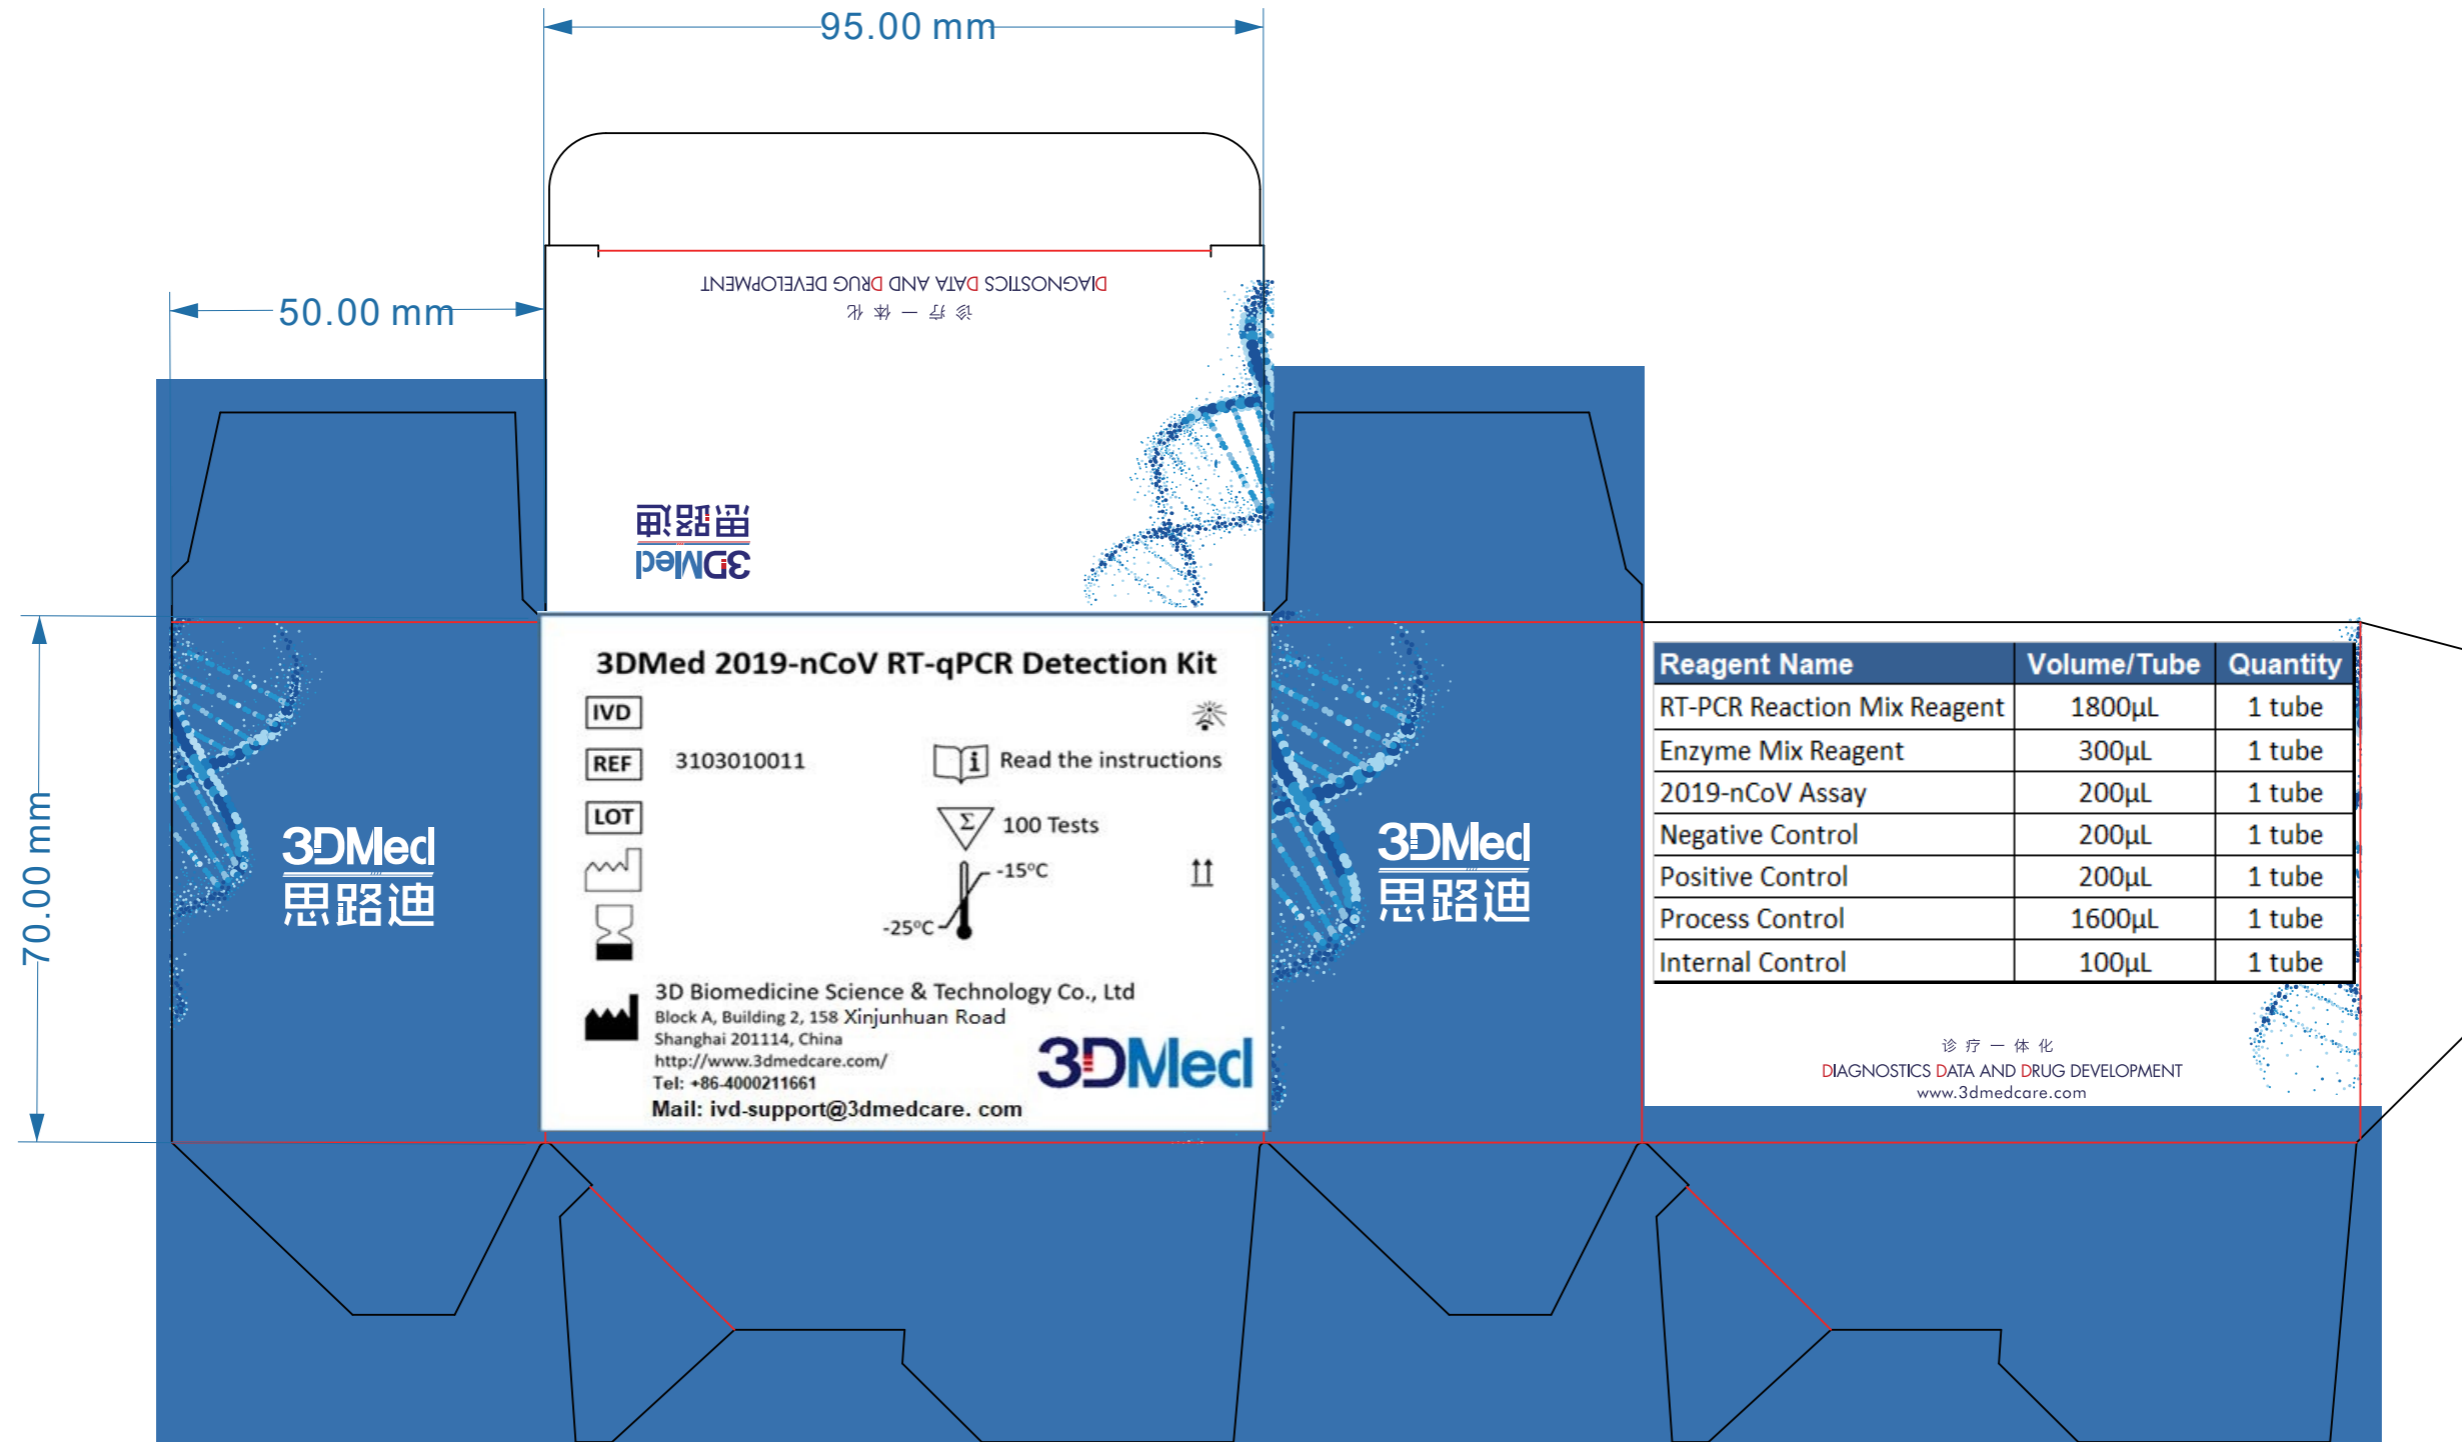 95.00 mm
DIAGNOSTICS DATA AND DRUG DEVELOPMENT
诊疗一体化
50.00 mm
思路迪
3DMed
70.00 mm
3DMed
思路迪
3DMed 2019-nCoV RT-qPCR Detection Kit
IVD
REF 3103010011
i Read the instructions
LOT
Σ 100 Tests
-15°C
-25°C
3D Biomedicine Science & Technology Co., Ltd
Block A, Building 2, 158 Xinjunhuan Road
Shanghai 201114, China
http://www.3dmedcare.com/
Tel: +86-4000211661
Mail: ivd-support@3dmedcare. com
3DMed
3DMed
思路迪
Reagent Name Volume/Tube Quantity
RT-PCR Reaction Mix Reagent 1800µL 1 tube
Enzyme Mix Reagent 300µL 1 tube
2019-nCoV Assay 200µL 1 tube
Negative Control 200µL 1 tube
Positive Control 200µL 1 tube
Process Control 1600µL 1 tube
Internal Control 100µL 1 tube
诊疗一体化
DIAGNOSTICS DATA AND DRUG DEVELOPMENT
www.3dmedcare.com